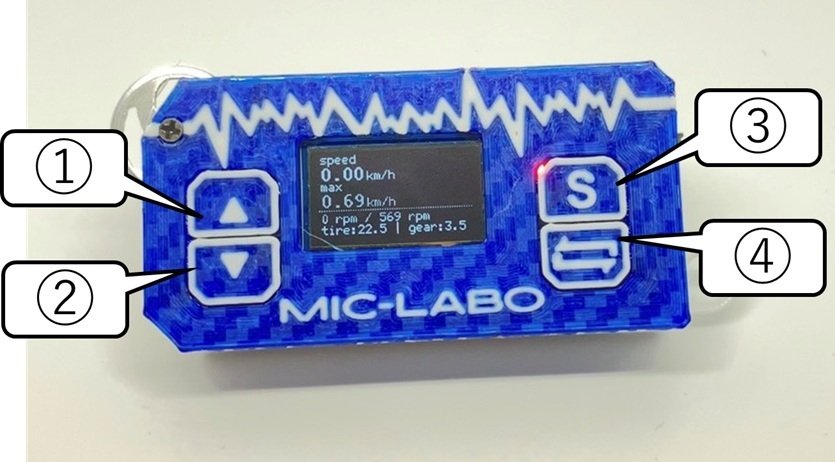 ①
②
③
④
speed
0.00km/h
max
0.69km/h
0 rpm / 569 rpm
tire:22.5 | gear:3.5
S
MIC-LABO